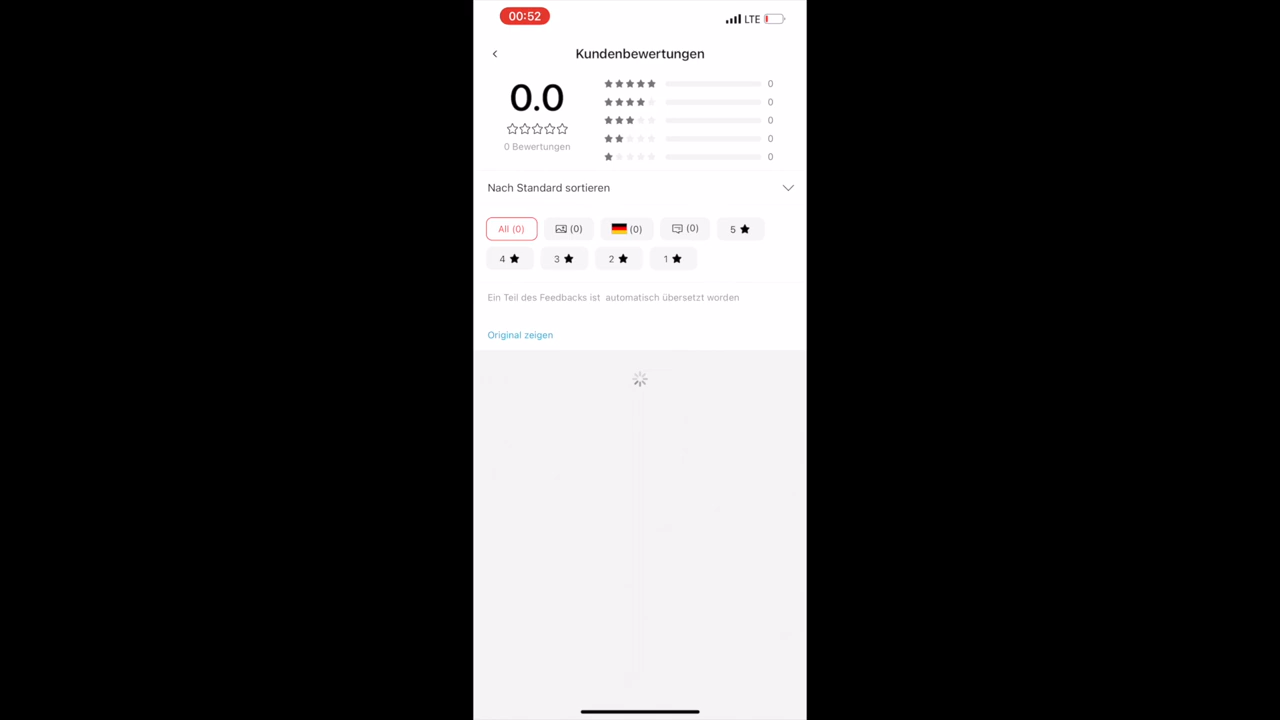 00:52
LTE
Kundenbewertungen
0.0
0 Bewertungen
0
0
0
0
0
Nach Standard sortieren
All (0)
(0)
(0)
(0)
5
4
3
2
1
Ein Teil des Feedbacks ist automatisch übersetzt worden
Original zeigen